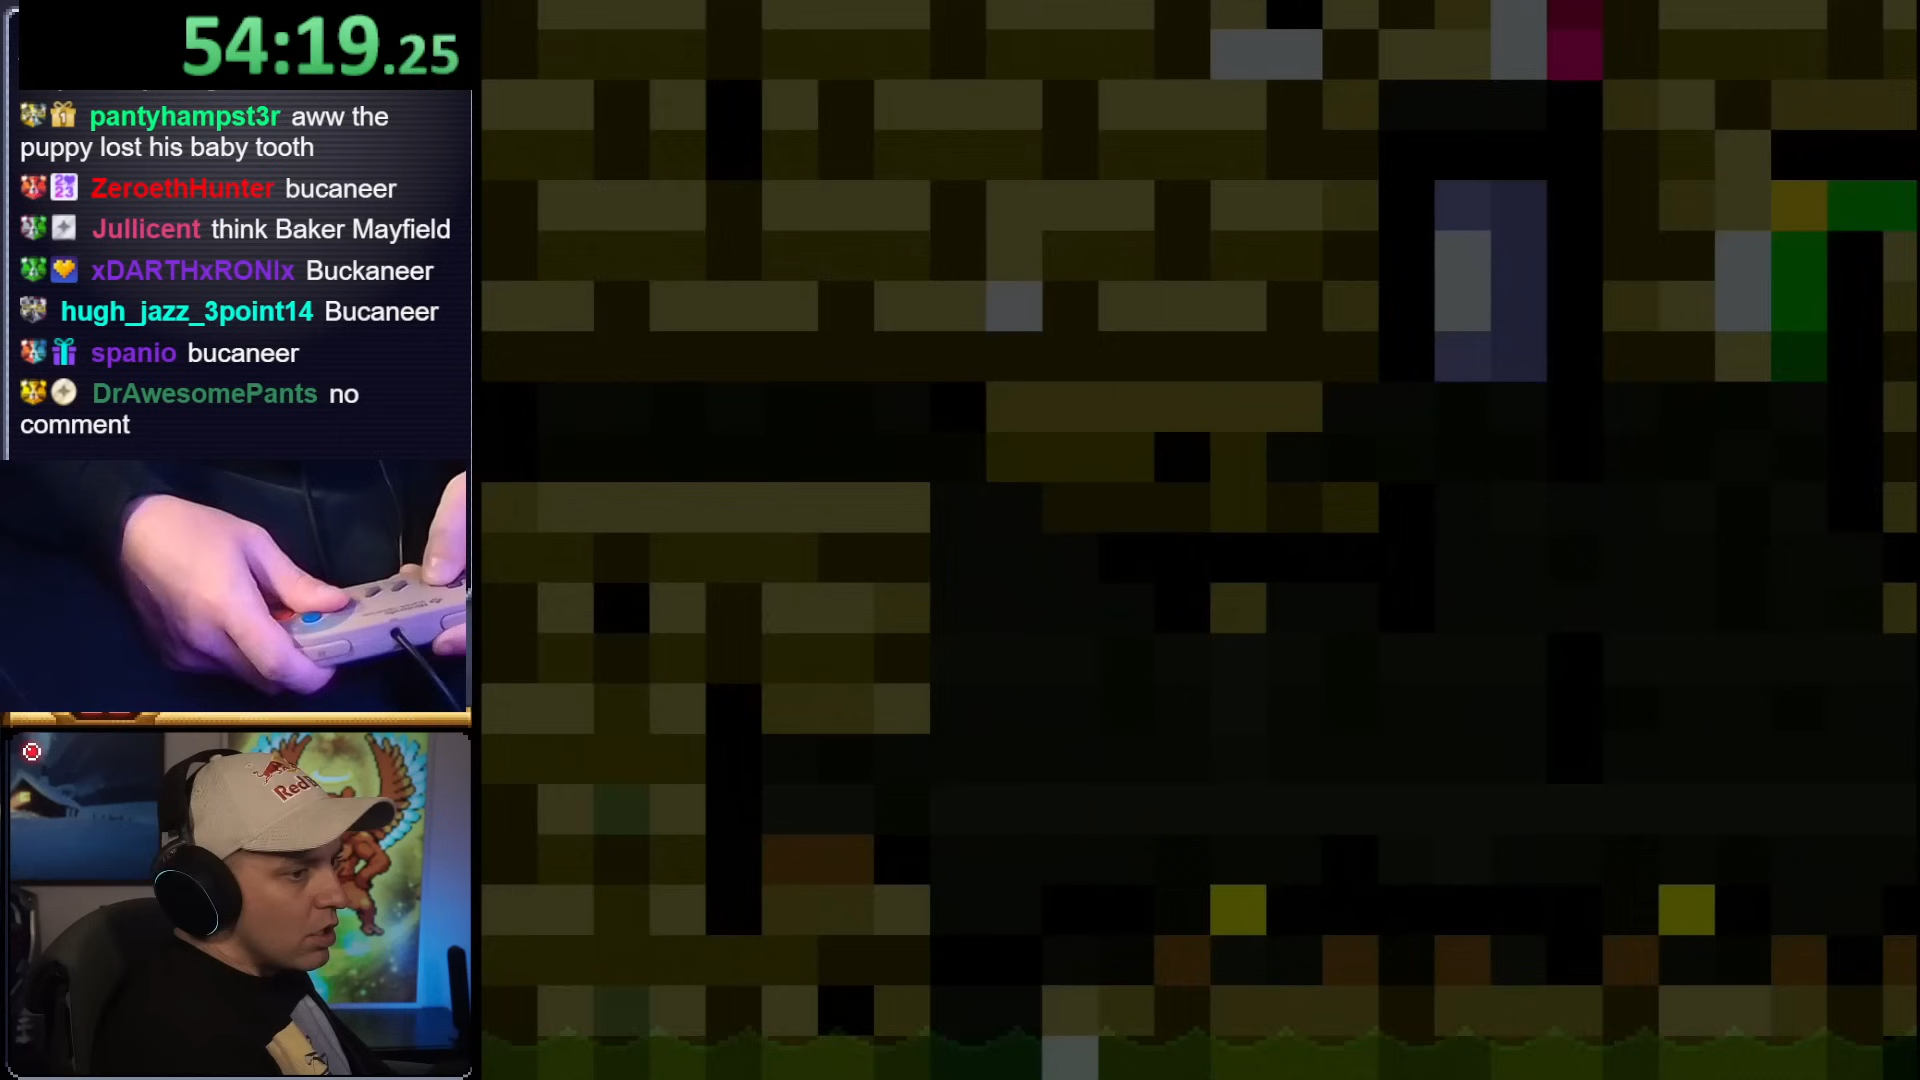 54:19.25
pantyhampst3r aww the
puppy lost his baby tooth
ZeroethHunter bucaneer
Jullicent think Baker Mayfield
xDARTHxRONIx Buckaneer
hugh_jazz_3point14 Bucaneer
spanio bucaneer
DrAwesomePants no
comment
Red